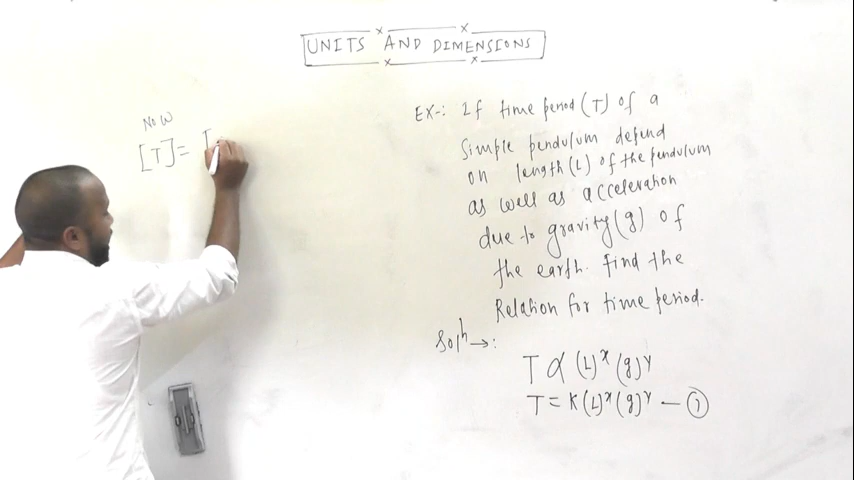 UNITS AND DIMENSIONS
NOW
[T]= [
EX-: If time period (T) of a
Simple pendulum depend
on length(L) of the pendulum
as well as acceleration
due to gravity(g) of
the earth. find the
Relation for time period.
Solⁿ →:
T ∝ (L)ˣ (g)ʸ
T = K(L)ˣ(g)ʸ — ①